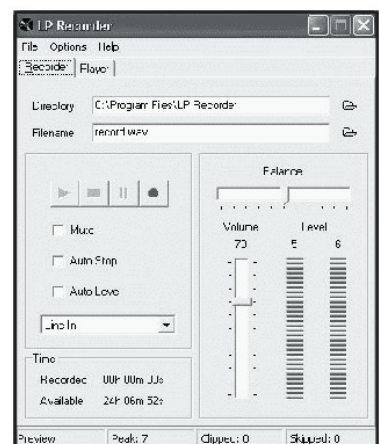 LP Recorder
File Options Help
Recorder Player
Directory C:\Program Files\LP Recorder
Filename record.wav
Balance
Mute
Auto Stop
Auto Level
Line In
Volume Level
70 5 6
Time
Recorded 00h 00m
Available 24h 06m 52s
Preview Peak: 7 Clipped: 0 Skipped: 0